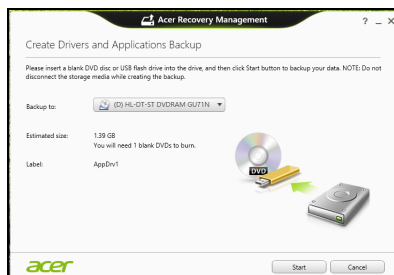 Acer Recovery Management
? _ X
Create Drivers and Applications Backup
Please insert a blank DVD disc or USB flash drive into the drive, and then click Start button to backup your data. NOTE: Do not
disconnect the storage media while creating the backup.
Backup to:
(D) HL-DT-ST DVDRAM GU71N
Estimated size:
1.39 GB
You will need 1 blank DVDs to burn.
Label:
AppDrv1
DVD
acer
Start
Cancel